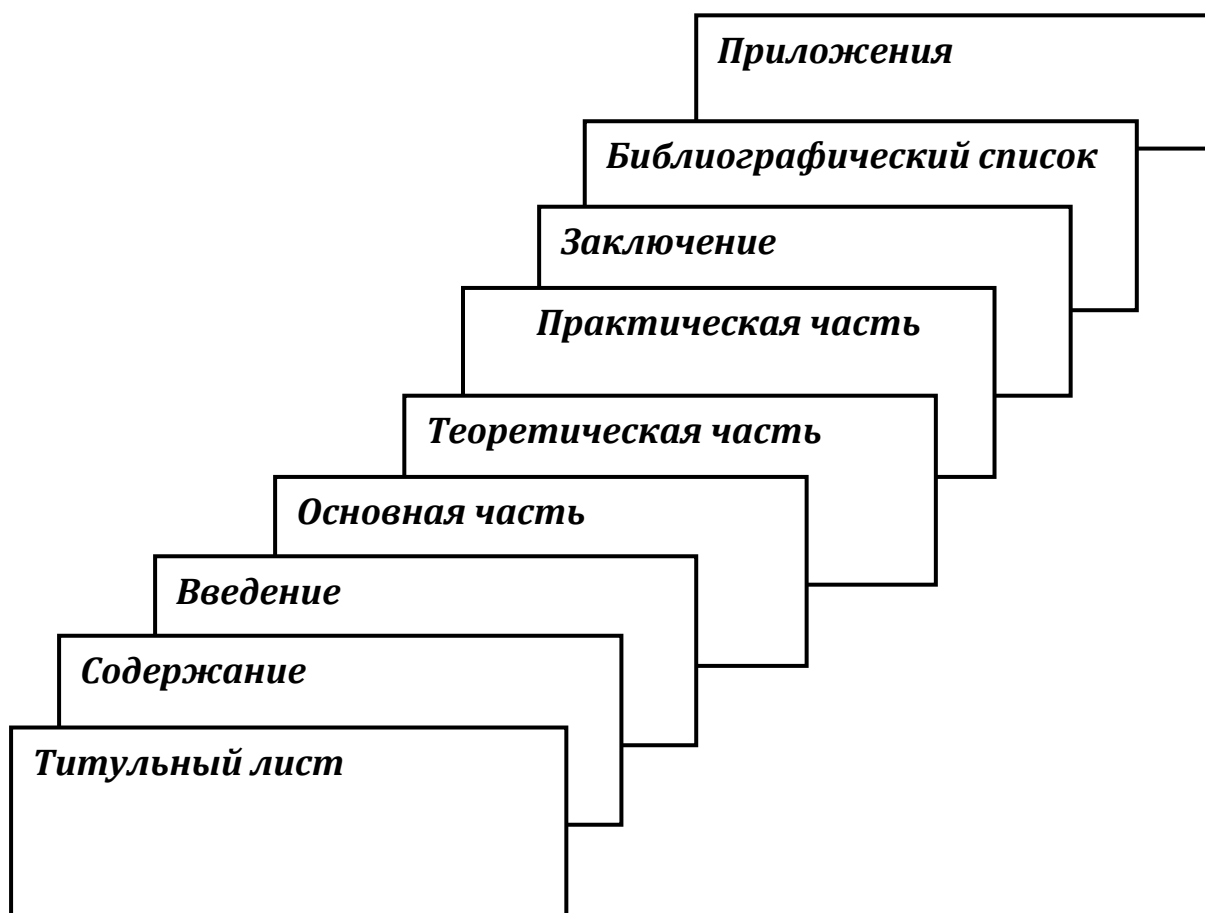 Приложения
Библиографический список
Заключение
Практическая часть
Теоретическая часть
Основная часть
Введение
Содержание
Титульный лист